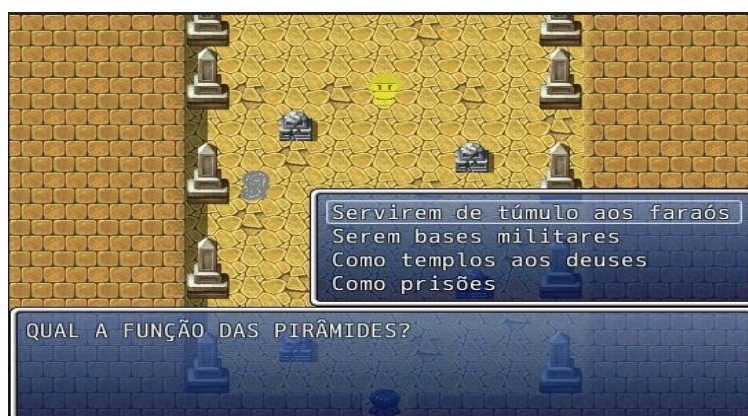 Servirem de túmulo aos faraós
Serem bases militares
Como templos aos deuses
Como prisões
QUAL A FUNÇÃO DAS PIRÂMIDES?